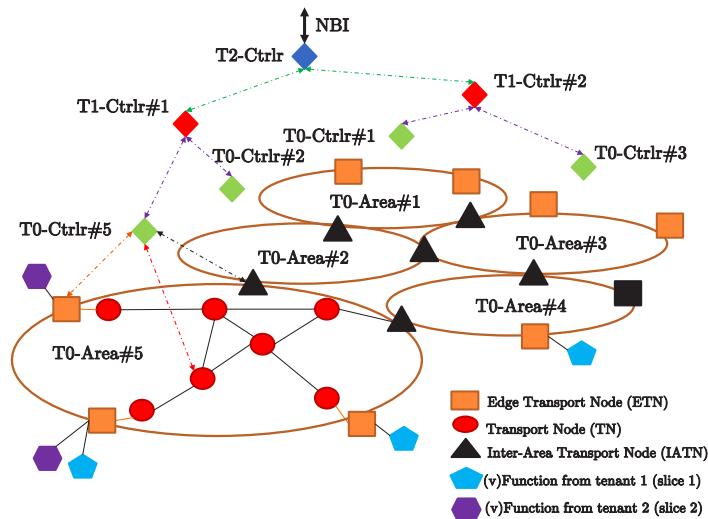 NBI
T2-Ctrlr
T1-Ctrlr#2
T1-Ctrlr#1
T0-Ctrlr#1
T0-Ctrlr#2
T0-Ctrlr#3
T0-Area#1
T0-Ctrlr#5
T0-Area#2
T0-Area#3
T0-Area#4
T0-Area#5
Edge Transport Node (ETN)
Transport Node (TN)
Inter-Area Transport Node (IATN)
(v)Function from tenant 1 (slice 1)
(v)Function from tenant 2 (slice 2)